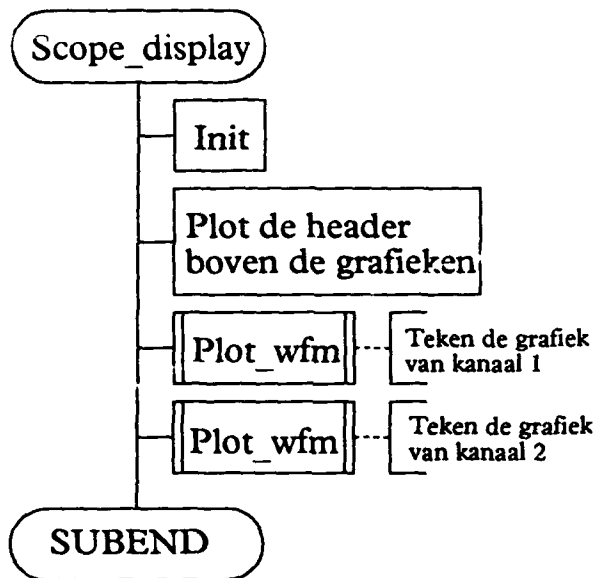 Scope_display
Init
Plot de header
boven de grafieken
Plot_wfm
Teken de grafiek
van kanaal 1
Plot_wfm
Teken de grafiek
van kanaal 2
SUBEND